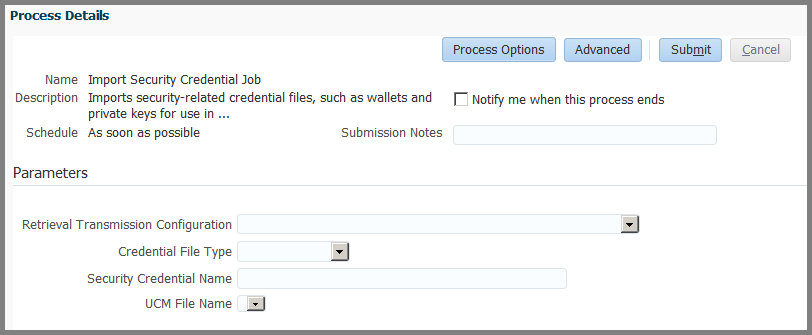 Process Details
Process Options Advanced Submit Cancel
Name Import Security Credential Job
Description Imports security-related credential files, such as wallets and private keys for use in ...
Notify me when this process ends
Schedule As soon as possible
Submission Notes
Parameters
Retrieval Transmission Configuration
Credential File Type
Security Credential Name
UCM File Name